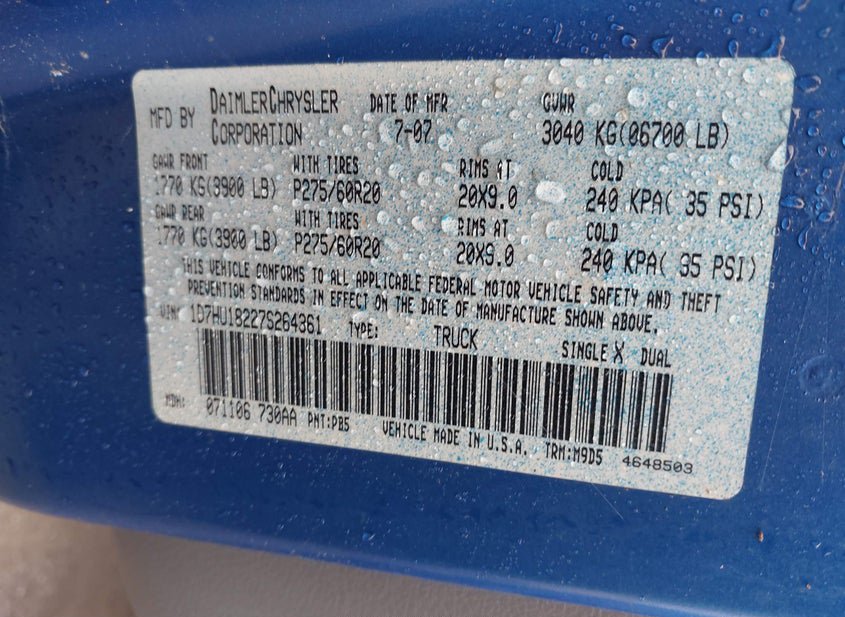 MFD BY DAIMLERCHRYSLER CORPORATION DATE OF MFR 7-07 GVWR 3040 KG(06700 LB)
GAWR FRONT WITH TIRES RIMS AT COLD
1770 KG(3900 LB) P275/60R20 20X9.0 240 KPA( 35 PSI)
GAWR REAR WITH TIRES RIMS AT COLD
1770 KG(3900 LB) P275/60R20 20X9.0 240 KPA( 35 PSI)
THIS VEHICLE CONFORMS TO ALL APPLICABLE FEDERAL MOTOR VEHICLE SAFETY AND THEFT
PREVENTION STANDARDS IN EFFECT ON THE DATE OF MANUFACTURE SHOWN ABOVE.
VIN: 1D7HU18227S264361 TYPE: TRUCK SINGLE X DUAL
MDH: 071106 730AA PNT:PB5 VEHICLE MADE IN U.S.A. TRM:M9D5 4648503